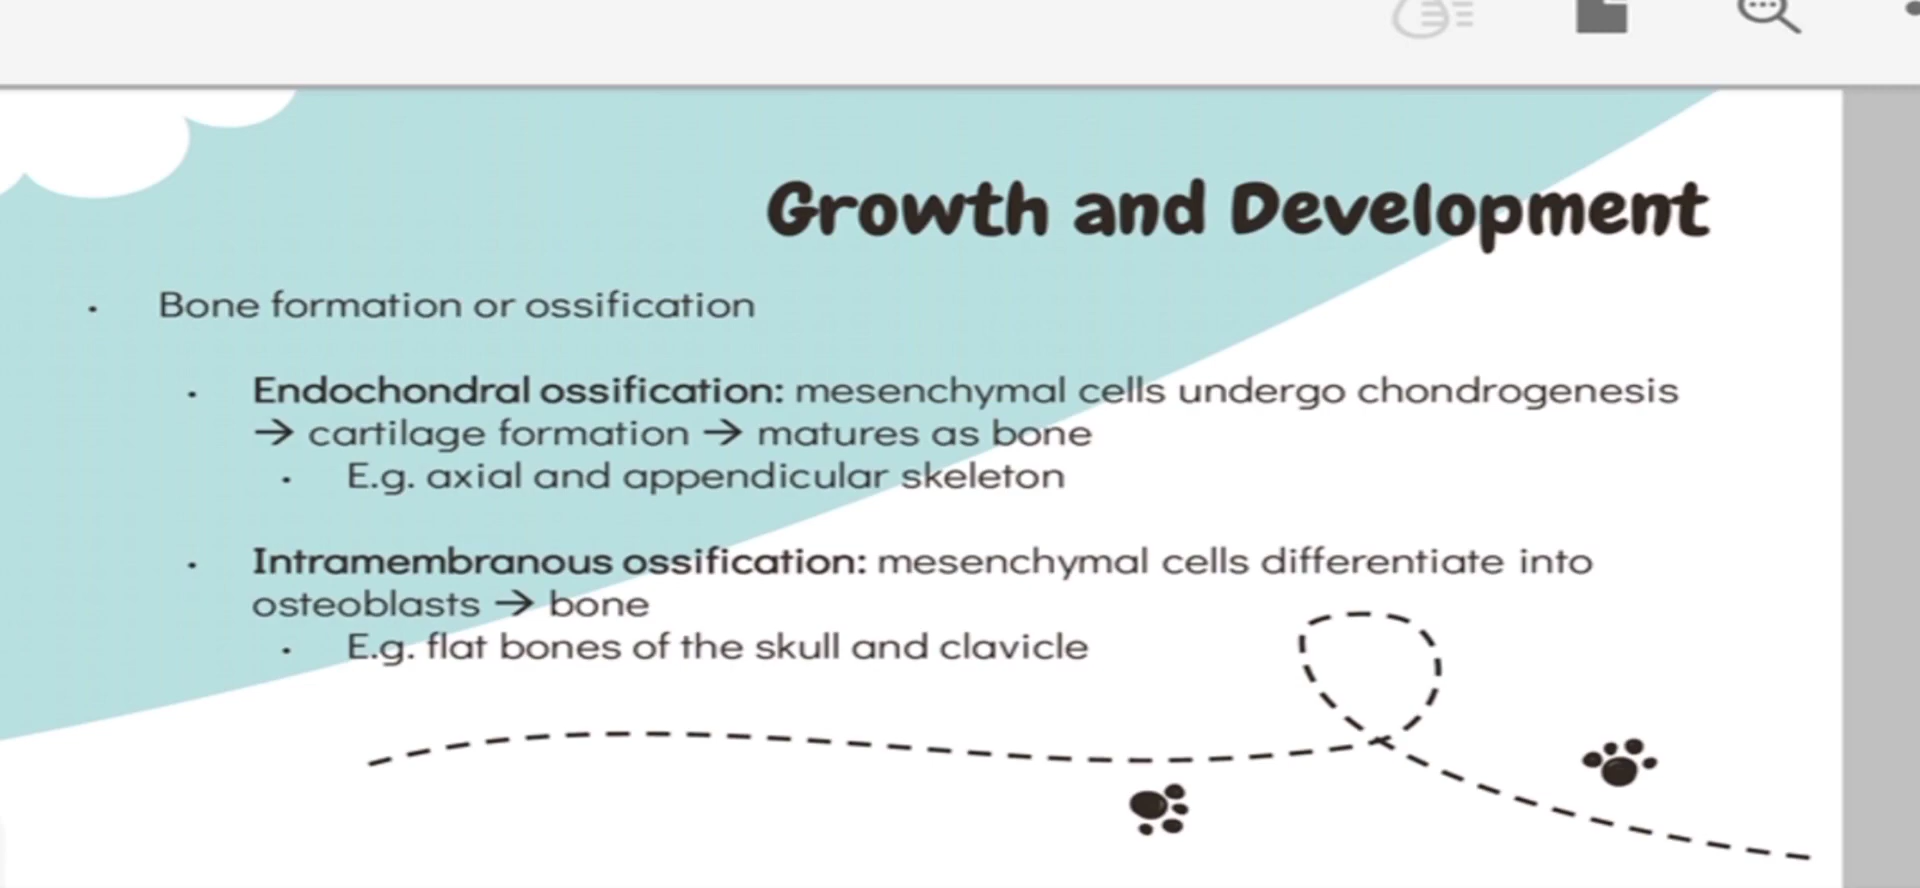 Growth and Development
· Bone formation or ossification
· Endochondral ossification: mesenchymal cells undergo chondrogenesis
→ cartilage formation → matures as bone
· E.g. axial and appendicular skeleton
· Intramembranous ossification: mesenchymal cells differentiate into
osteoblasts → bone
· E.g. flat bones of the skull and clavicle